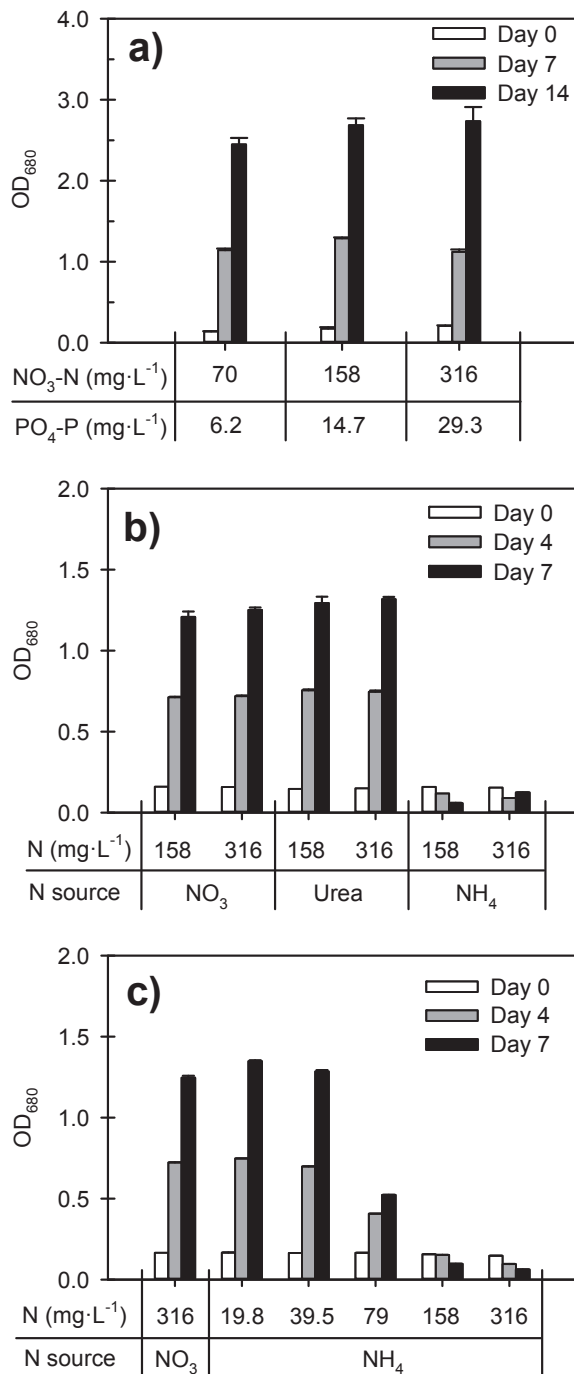 a)
Day 0
Day 7
Day 14
4.0
3.0
2.0
1.0
0.0
OD₆₈₀
NO₃-N (mg·L⁻¹) 70 158 316
PO₄-P (mg·L⁻¹) 6.2 14.7 29.3
b)
Day 0
Day 4
Day 7
2.0
1.5
1.0
0.5
0.0
OD₆₈₀
N (mg·L⁻¹) 158 316 158 316 158 316
N source NO₃ Urea NH₄
c)
Day 0
Day 4
Day 7
2.0
1.5
1.0
0.5
0.0
OD₆₈₀
N (mg·L⁻¹) 316 19.8 39.5 79 158 316
N source NO₃ NH₄